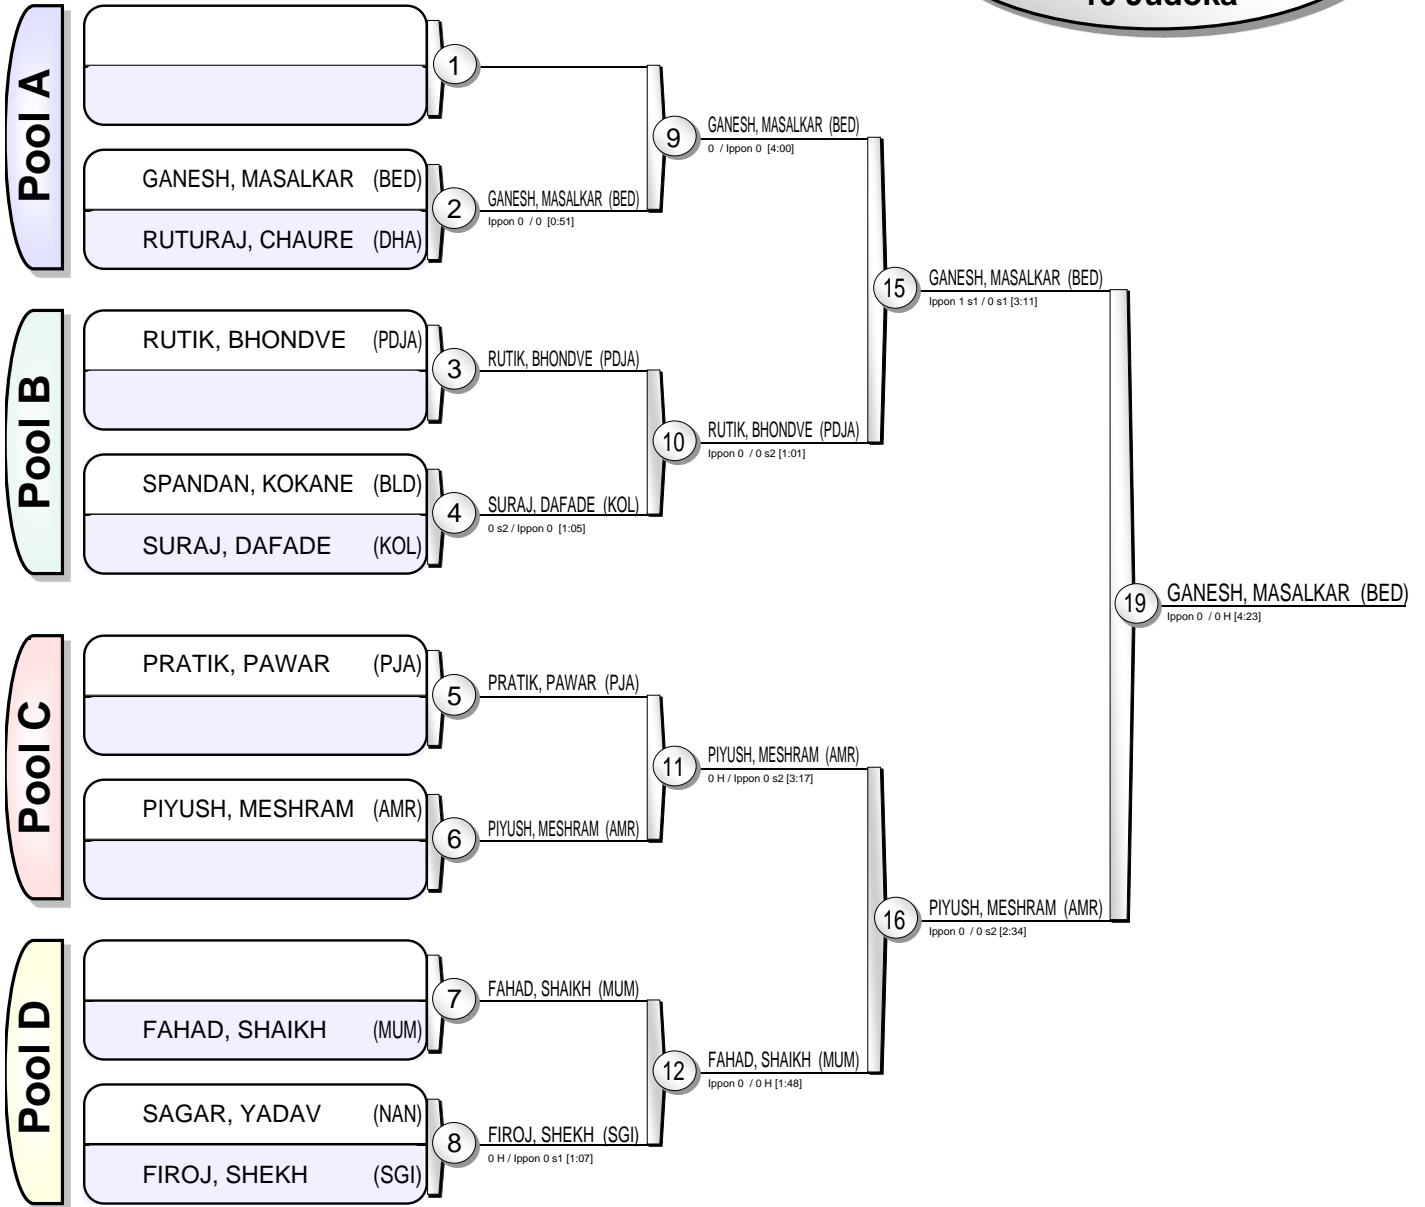 10 Judoka
Pool A
1
GANESH, MASALKAR (BED)
RUTURAJ, CHAURE (DHA)
2
GANESH, MASALKAR (BED)
Ippon 0 / 0 [0:51]
9
GANESH, MASALKAR (BED)
0 / Ippon 0 [4:00]
Pool B
RUTIK, BHONDVE (PDJA)
3
RUTIK, BHONDVE (PDJA)
SPANDAN, KOKANE (BLD)
SURAJ, DAFADE (KOL)
4
SURAJ, DAFADE (KOL)
0 s2 / Ippon 0 [1:05]
10
RUTIK, BHONDVE (PDJA)
Ippon 0 / 0 s2 [1:01]
15
GANESH, MASALKAR (BED)
Ippon 1 s1 / 0 s1 [3:11]
Pool C
PRATIK, PAWAR (PJA)
5
PRATIK, PAWAR (PJA)
PIYUSH, MESHRAM (AMR)
6
PIYUSH, MESHRAM (AMR)
11
PIYUSH, MESHRAM (AMR)
0 H / Ippon 0 s2 [3:17]
Pool D
FAHAD, SHAIKH (MUM)
7
FAHAD, SHAIKH (MUM)
SAGAR, YADAV (NAN)
FIROJ, SHEKH (SGI)
8
FIROJ, SHEKH (SGI)
0 H / Ippon 0 s1 [1:07]
12
FAHAD, SHAIKH (MUM)
Ippon 0 / 0 H [1:48]
16
PIYUSH, MESHRAM (AMR)
Ippon 0 / 0 s2 [2:34]
19
GANESH, MASALKAR (BED)
Ippon 0 / 0 H [4:23]